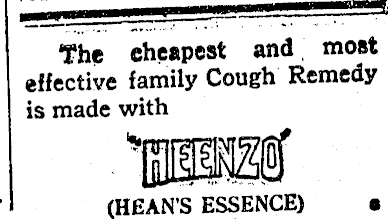 The cheapest and most
effective family Cough Remedy
is made with
"HEENZO"
(HEAN'S ESSENCE)